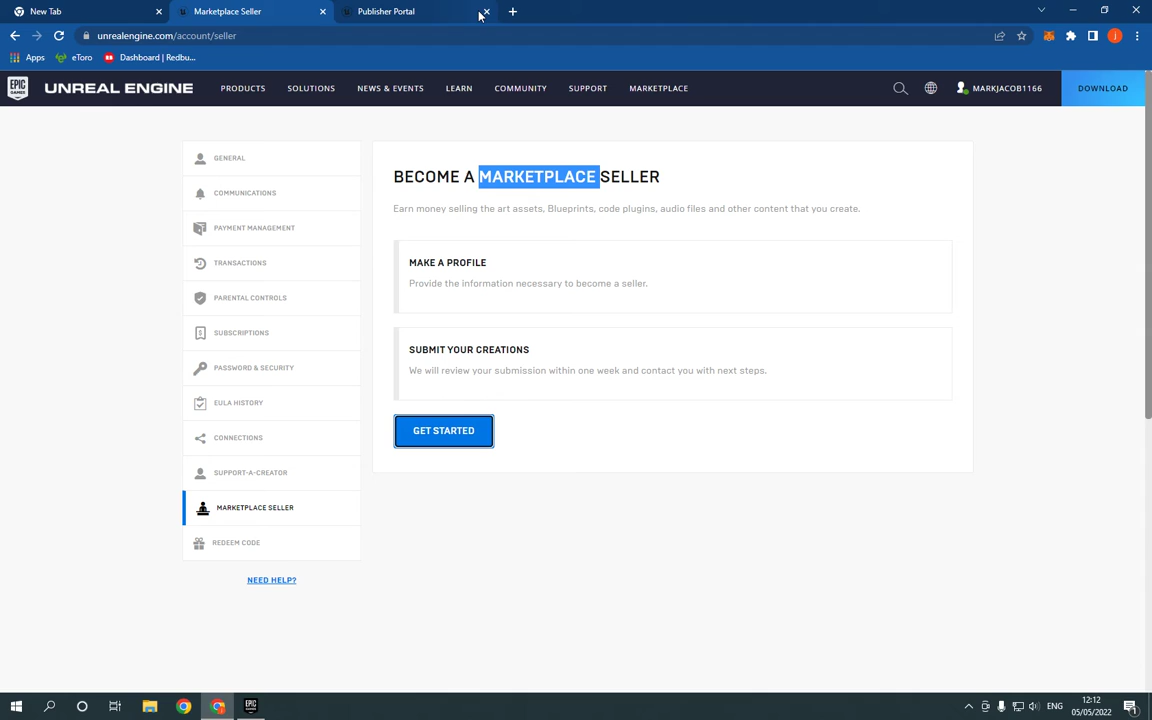 New Tab
Marketplace Seller
Publisher Portal
unrealengine.com/account/seller
Apps
eToro
Dashboard | Redbu...
EPIC GAMES
UNREAL ENGINE
PRODUCTS
SOLUTIONS
NEWS & EVENTS
LEARN
COMMUNITY
SUPPORT
MARKETPLACE
MARKJACOB1166
DOWNLOAD
GENERAL
COMMUNICATIONS
PAYMENT MANAGEMENT
TRANSACTIONS
PARENTAL CONTROLS
SUBSCRIPTIONS
PASSWORD & SECURITY
EULA HISTORY
CONNECTIONS
SUPPORT-A-CREATOR
MARKETPLACE SELLER
REDEEM CODE
NEED HELP?
BECOME A MARKETPLACE SELLER
Earn money selling the art assets, Blueprints, code plugins, audio files and other content that you create.
MAKE A PROFILE
Provide the information necessary to become a seller.
SUBMIT YOUR CREATIONS
We will review your submission within one week and contact you with next steps.
GET STARTED
EPIC
ENG
12:12
05/05/2022